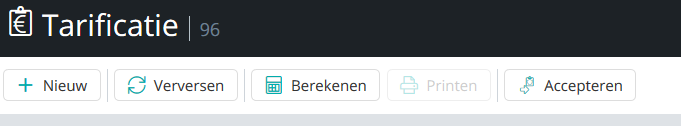 Tarificatie | 96
Nieuw Verversen Berekenen Printen Accepteren